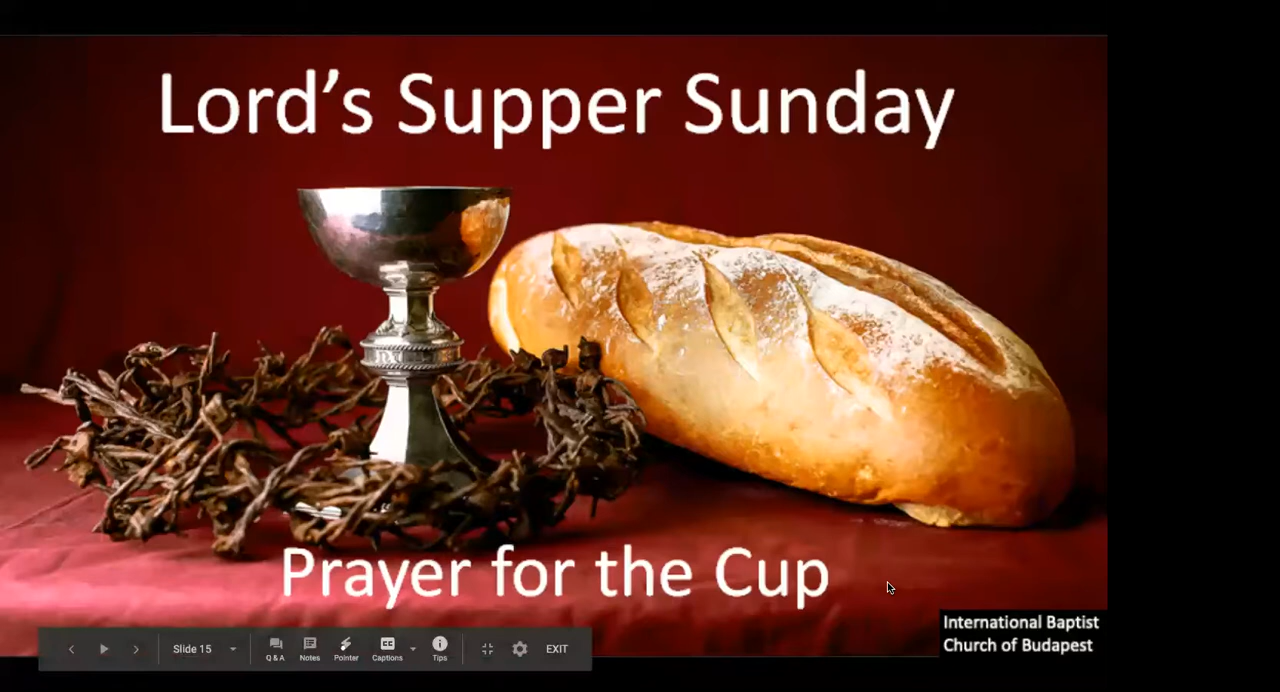 Lord's Supper Sunday
Prayer for the Cup
International Baptist
Church of Budapest
Slide 15
Q & A
Notes
Pointer
Captions
Tips
EXIT
CC